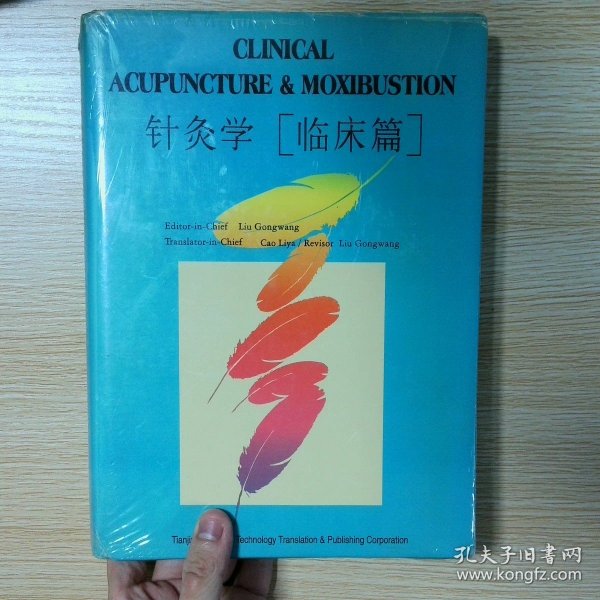 CLINICAL
ACUPUNCTURE & MOXIBUSTION
针灸学［临床篇］
Editor-in-Chief Liu Gongwang
Translator-in-Chief Cao Liya / Revisor Liu Gongwang
Technology Translation & Publishing Corporation
孔夫子旧书网
www.kongfz.com